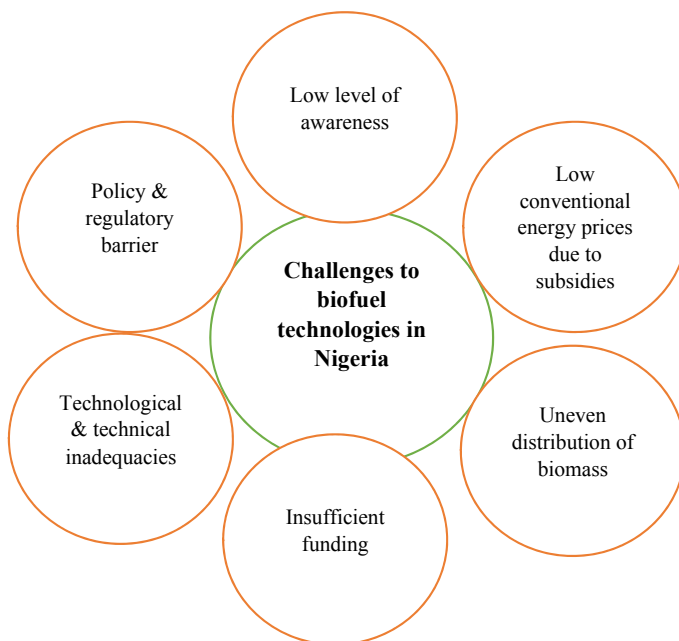 Low level of
awareness
Policy &
regulatory
barrier
Low
conventional
energy prices
due to
subsidies
Challenges to
biofuel
technologies in
Nigeria
Technological
& technical
inadequacies
Uneven
distribution of
biomass
Insufficient
funding